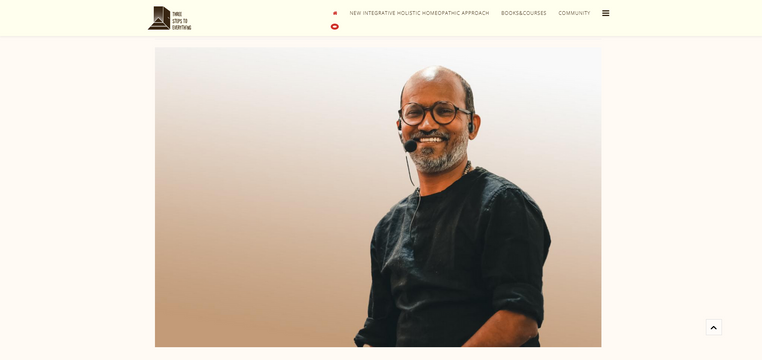 THREE
STEPS TO
EVERYTHING
NEW INTEGRATIVE HOLISTIC HOMEOPATHIC APPROACH
BOOKS&COURSES
COMMUNITY